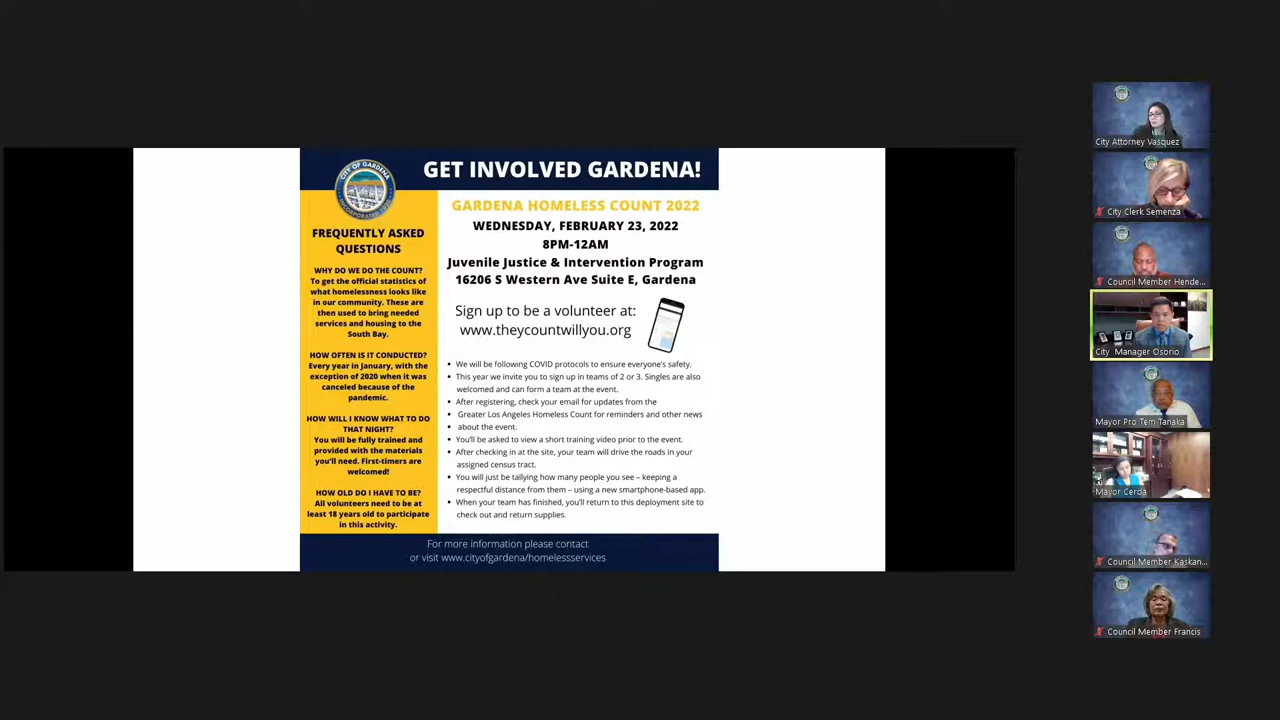 GET INVOLVED GARDENA!
CITY OF GARDENA
FREQUENTLY ASKED
QUESTIONS
WHY DO WE DO THE COUNT?
To get the official statistics of
what homelessness looks like
in our community. These are
then used to bring needed
services and housing to the
South Bay.
HOW OFTEN IS IT CONDUCTED?
Every year in January, with the
exception of 2020 when it was
canceled because of the
pandemic.
HOW WILL I KNOW WHAT TO DO
THAT NIGHT?
You will be fully trained and
provided with the materials
you'll need. First-timers are
welcomed!
HOW OLD DO I HAVE TO BE?
All volunteers need to be at
least 18 years old to participate
in this activity.
GARDENA HOMELESS COUNT 2022
WEDNESDAY, FEBRUARY 23, 2022
8PM-12AM
Juvenile Justice & Intervention Program
16206 S Western Ave Suite E, Gardena
Sign up to be a volunteer at:
www.theycountwillyou.org
• We will be following COVID protocols to ensure everyone's safety.
• This year we invite you to sign up in teams of 2 or 3. Singles are also
welcomed and can form a team at the event.
• After registering, check your email for updates from the
• Greater Los Angeles Homeless Count for reminders and other news
• about the event.
• You'll be asked to view a short training video prior to the event.
• After checking in at the site, your team will drive the roads in your
assigned census tract.
• You will just be tallying how many people you see – keeping a
respectful distance from them – using a new smartphone-based app.
• When your team has finished, you'll return to this deployment site to
check out and return supplies.
For more information please contact
or visit www.cityofgardena/homelessservices
City Attorney Vasquez
City Clerk Semenza
Council Member Hende...
City Manager Osorio
Mayor Pro Tem Tanaka
Mayor Cerda
Council Member Kaskan...
Council Member Francis